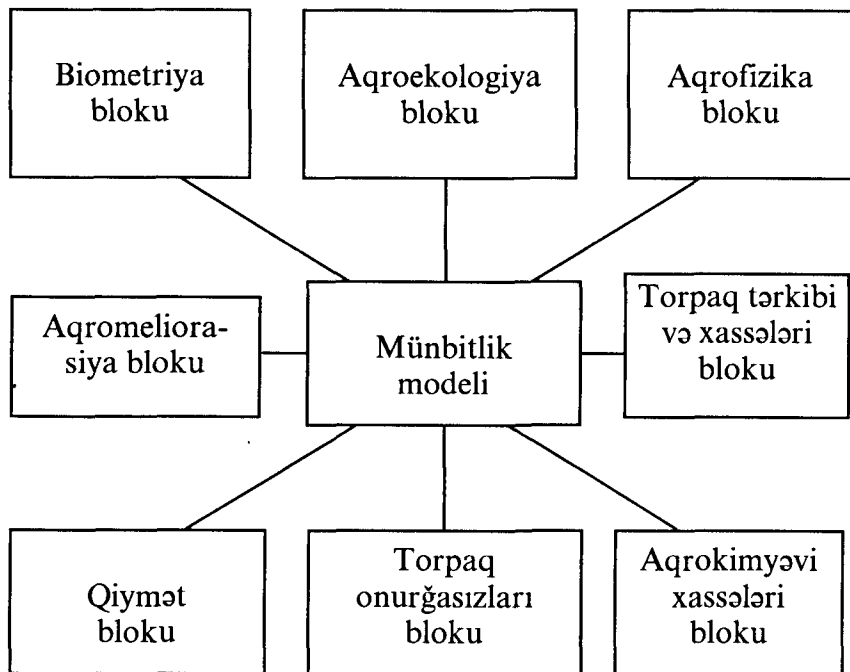 Biometriya
bloku
Aqroekologiya
bloku
Aqrofizika
bloku
Aqromeliora-
siya bloku
Münbitlik
modeli
Torpaq tərkibi
və xassələri
bloku
Qiymət
bloku
Torpaq
onurğasızları
bloku
Aqrokimyəvi
xassələri
bloku